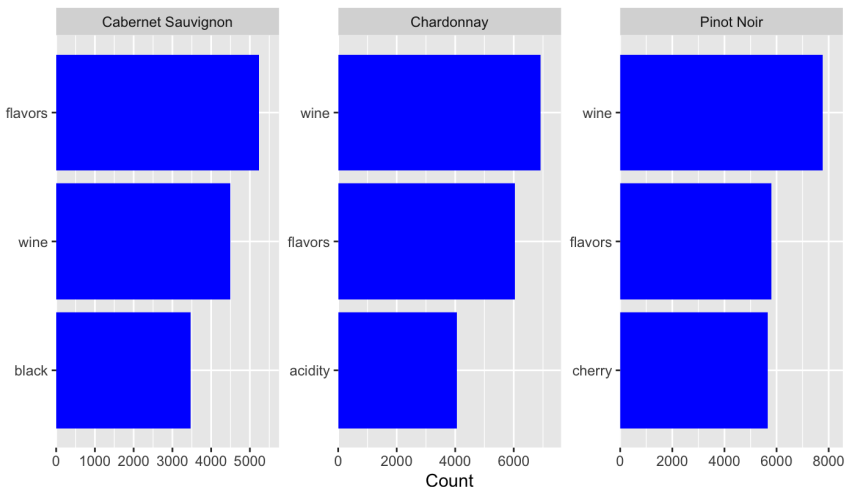 Cabernet Sauvignon
flavors
wine
black
0 1000 2000 3000 4000 5000
Chardonnay
wine
flavors
acidity
0 2000 4000 6000
Pinot Noir
wine
flavors
cherry
0 2000 4000 6000 8000
Count